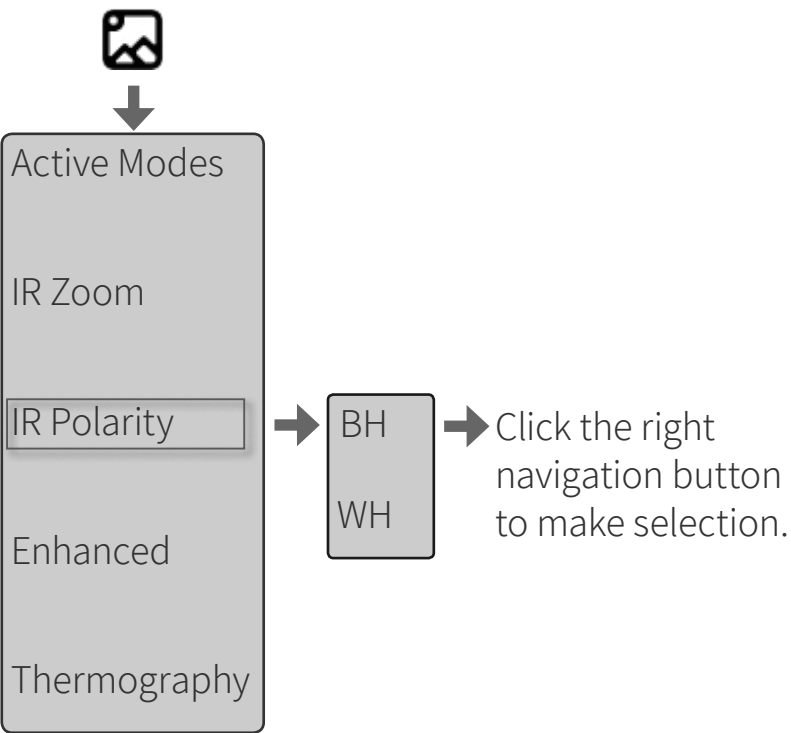 Active Modes
IR Zoom
IR Polarity
Enhanced
Thermography
BH
WH
Click the right
navigation button
to make selection.